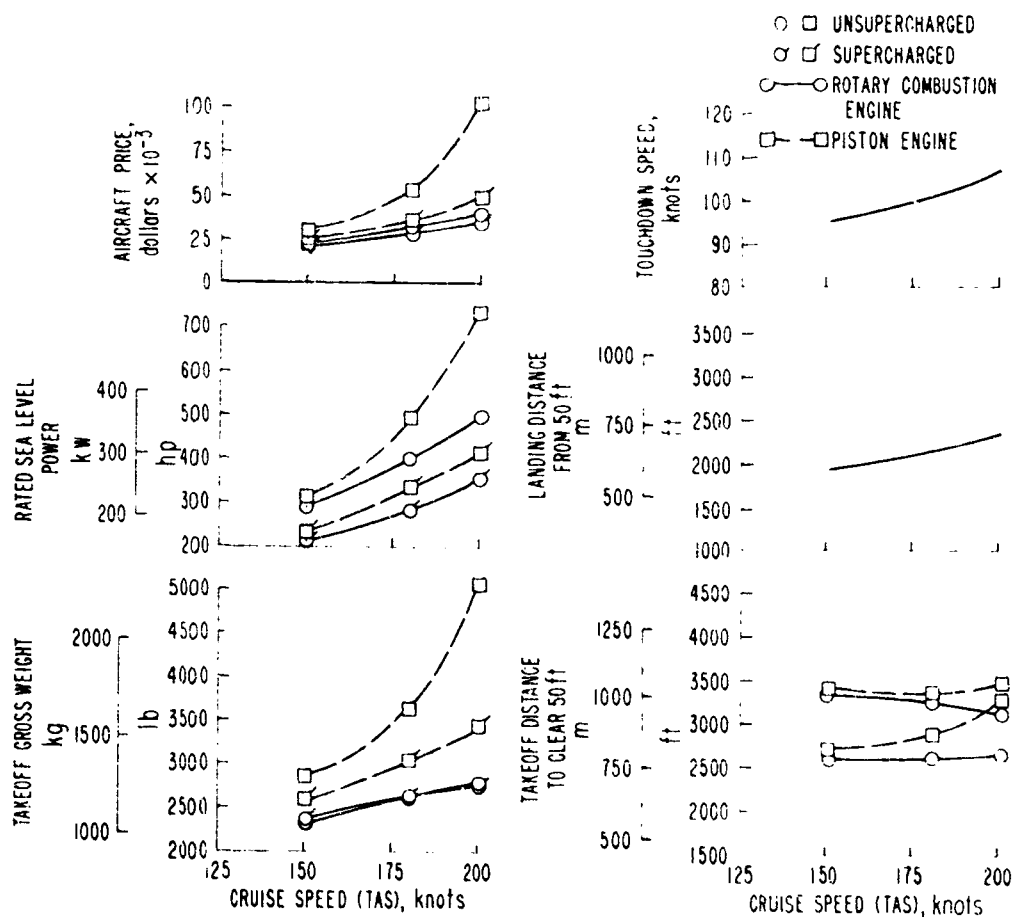 UNSUPERCHARGED
SUPERCHARGED
ROTARY COMBUSTION
ENGINE
PISTON ENGINE
AIRCRAFT PRICE,
dollars ×10⁻³
100
75
50
25
0
TOUCHDOWN SPEED,
knots
120
110
100
90
80
125
150
175
200
RATED SEA LEVEL
POWER
kw
400
300
200
hp
700
600
500
400
300
200
LANDING DISTANCE
FROM 50 ft
m
1000
750
500
ft
3500
3000
2500
2000
1500
1000
TAKEOFF GROSS WEIGHT
kg
2000
1500
1000
lb
5000
4500
4000
3500
3000
2500
2000
125
150
175
200
CRUISE SPEED (TAS), knots
TAKEOFF DISTANCE
TO CLEAR 50 ft
m
1250
1000
750
500
ft
4500
4000
3500
3000
2500
2000
1500
125
150
175
200
CRUISE SPEED (TAS), knots